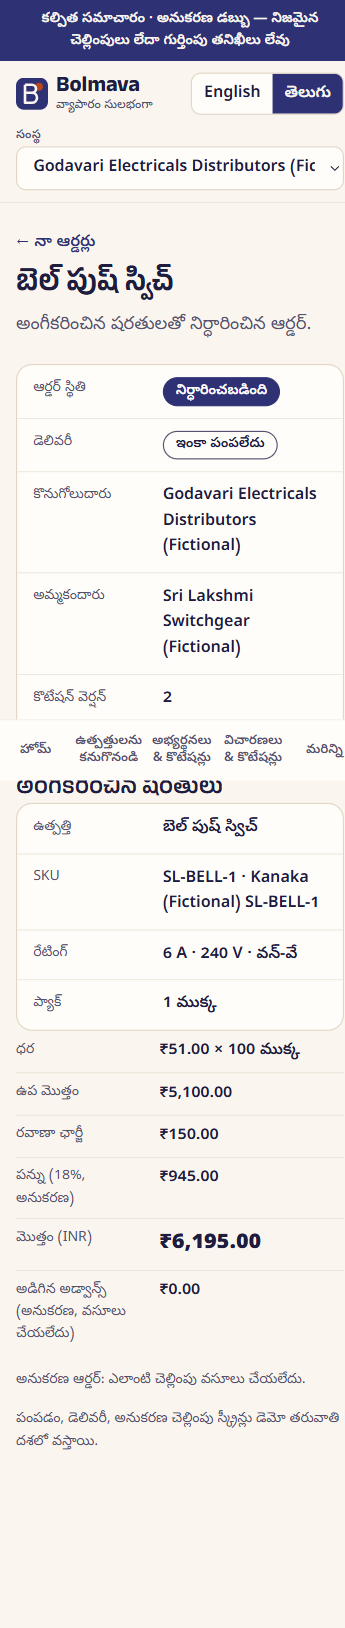 కల్పిత సమాచారం · అనుకరణ డబ్బు — నిజమైన
చెల్లింపులు లేదా గుర్తింపు తనిఖీలు లేవు
Bolmava
వ్యాపారం సులభంగా
English
తెలుగు
సంస్థ
Godavari Electricals Distributors (Fic
← నా ఆర్డర్లు
బెల్ పుష్ స్విచ్
అంగీకరించిన షరతులతో నిర్ధారించిన ఆర్డర్.
ఆర్డర్ స్థితి
నిర్ధారించబడింది
డెలివరీ
ఇంకా పంపలేదు
కొనుగోలుదారు
Godavari Electricals
Distributors
(Fictional)
అమ్మకందారు
Sri Lakshmi
Switchgear
(Fictional)
కొటేషన్ వెర్షన్
2
హోమ్
ఉత్పత్తులను
కనుగొనండి
అభ్యర్థనలు
& కొటేషన్లు
విచారణలు
& కొటేషన్లు
మరిన్ని
అంగీకరించిన షరతులు
ఉత్పత్తి
బెల్ పుష్ స్విచ్
SKU
SL-BELL-1 · Kanaka
(Fictional) SL-BELL-1
రేటింగ్
6 A · 240 V · వన్-వే
ప్యాక్
1 ముక్క
ధర
₹51.00 × 100 ముక్క
ఉప మొత్తం
₹5,100.00
రవాణా ఛార్జీ
₹150.00
పన్ను (18%,
అనుకరణ)
₹945.00
మొత్తం (INR)
₹6,195.00
అడిగిన అడ్వాన్స్
(అనుకరణ, వసూలు
చేయలేదు)
₹0.00
అనుకరణ ఆర్డర్: ఎలాంటి చెల్లింపు వసూలు చేయలేదు.
పంపడం, డెలివరీ, అనుకరణ చెల్లింపు స్క్రీన్లు డెమో తరువాతి
దశలో వస్తాయి.